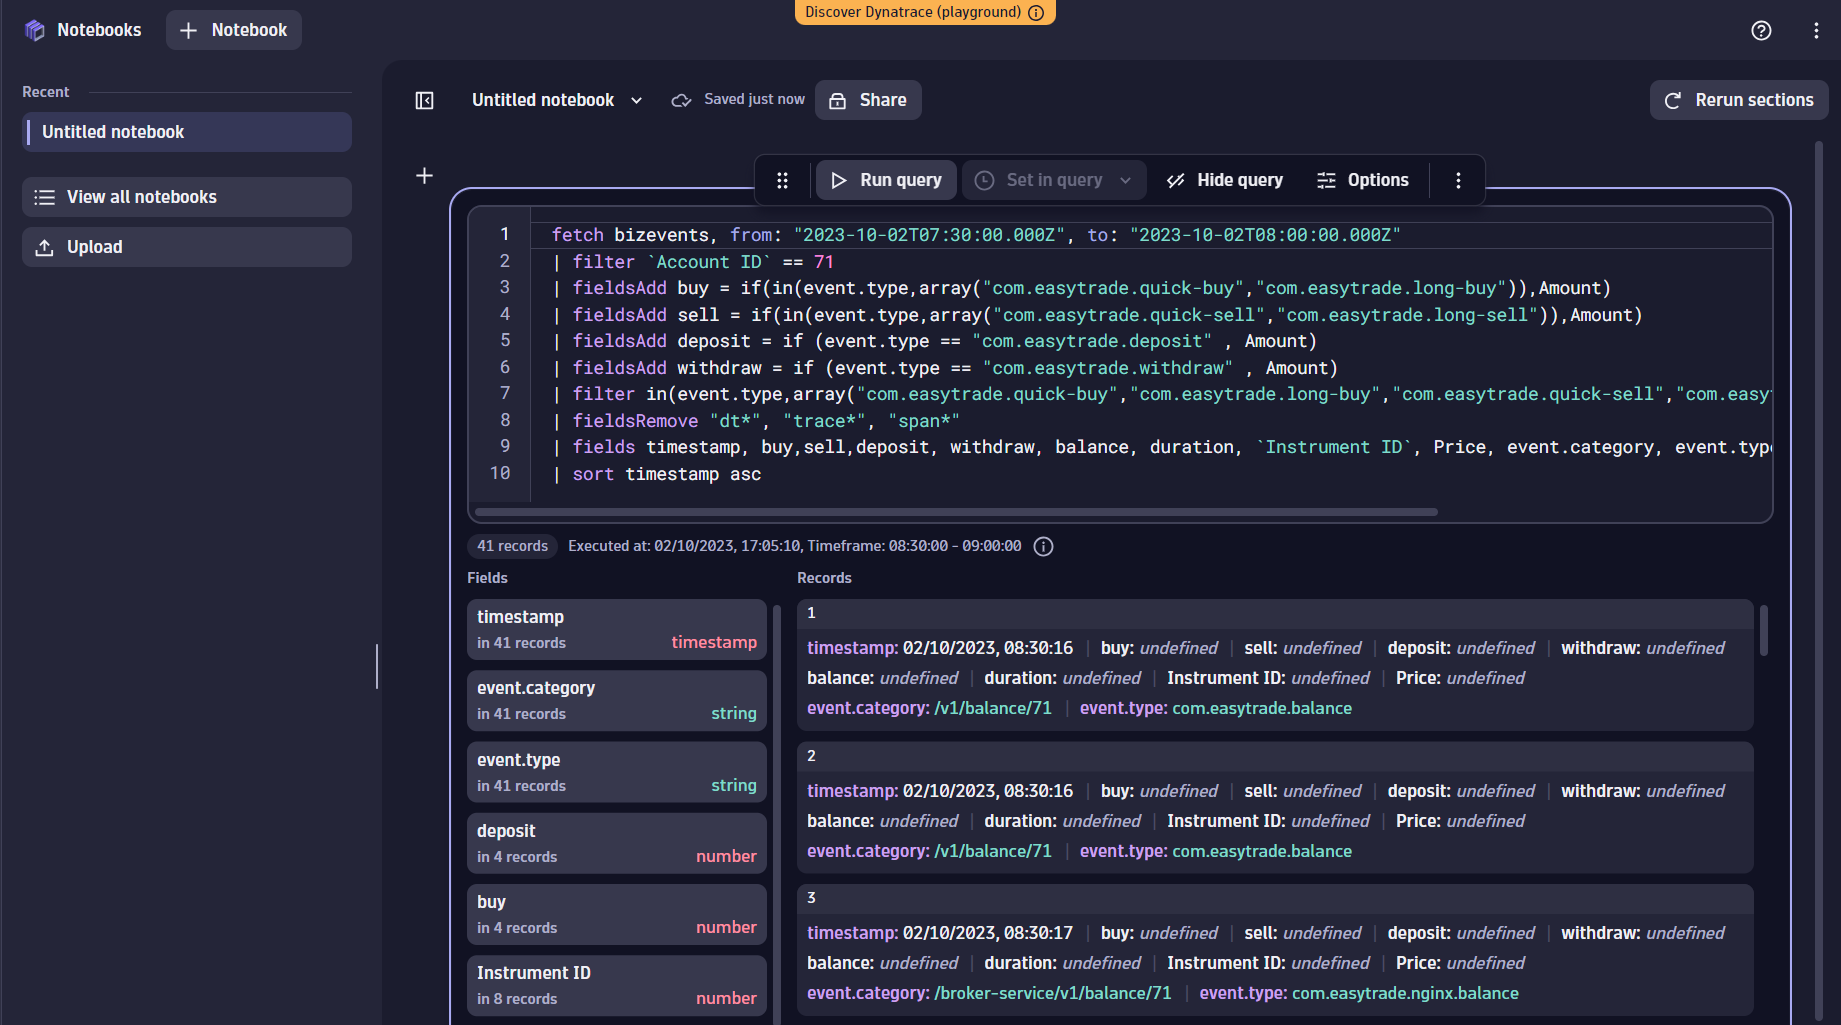 Discover Dynatrace (playground)
Notebooks
Notebook
Recent
Untitled notebook
View all notebooks
Upload
Untitled notebook
Saved just now
Share
Rerun sections
Run query
Set in query
Hide query
Options
1 fetch bizevents, from: "2023-10-02T07:30:00.000Z", to: "2023-10-02T08:00:00.000Z"
2 | filter `Account ID` == 71
3 | fieldsAdd buy = if(in(event.type,array("com.easytrade.quick-buy","com.easytrade.long-buy")),Amount)
4 | fieldsAdd sell = if(in(event.type,array("com.easytrade.quick-sell","com.easytrade.long-sell")),Amount)
5 | fieldsAdd deposit = if (event.type == "com.easytrade.deposit" , Amount)
6 | fieldsAdd withdraw = if (event.type == "com.easytrade.withdraw" , Amount)
7 | filter in(event.type,array("com.easytrade.quick-buy","com.easytrade.long-buy","com.easytrade.quick-sell","com.easyt
8 | fieldsRemove "dt*", "trace*", "span*"
9 | fields timestamp, buy,sell,deposit, withdraw, balance, duration, `Instrument ID`, Price, event.category, event.type
10 | sort timestamp asc
41 records Executed at: 02/10/2023, 17:05:10, Timeframe: 08:30:00 - 09:00:00
Fields
timestamp
in 41 records timestamp
event.category
in 41 records string
event.type
in 41 records string
deposit
in 4 records number
buy
in 4 records number
Instrument ID
in 8 records number
Records
1
timestamp: 02/10/2023, 08:30:16 | buy: undefined | sell: undefined | deposit: undefined | withdraw: undefined
balance: undefined | duration: undefined | Instrument ID: undefined | Price: undefined
event.category: /v1/balance/71 | event.type: com.easytrade.balance
2
timestamp: 02/10/2023, 08:30:16 | buy: undefined | sell: undefined | deposit: undefined | withdraw: undefined
balance: undefined | duration: undefined | Instrument ID: undefined | Price: undefined
event.category: /v1/balance/71 | event.type: com.easytrade.balance
3
timestamp: 02/10/2023, 08:30:17 | buy: undefined | sell: undefined | deposit: undefined | withdraw: undefined
balance: undefined | duration: undefined | Instrument ID: undefined | Price: undefined
event.category: /broker-service/v1/balance/71 | event.type: com.easytrade.nginx.balance